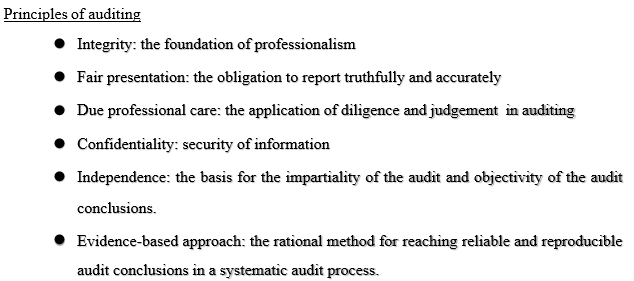 Principles of auditing
● Integrity: the foundation of professionalism
● Fair presentation: the obligation to report truthfully and accurately
● Due professional care: the application of diligence and judgement in auditing
● Confidentiality: security of information
● Independence: the basis for the impartiality of the audit and objectivity of the audit
conclusions.
● Evidence-based approach: the rational method for reaching reliable and reproducible
audit conclusions in a systematic audit process.